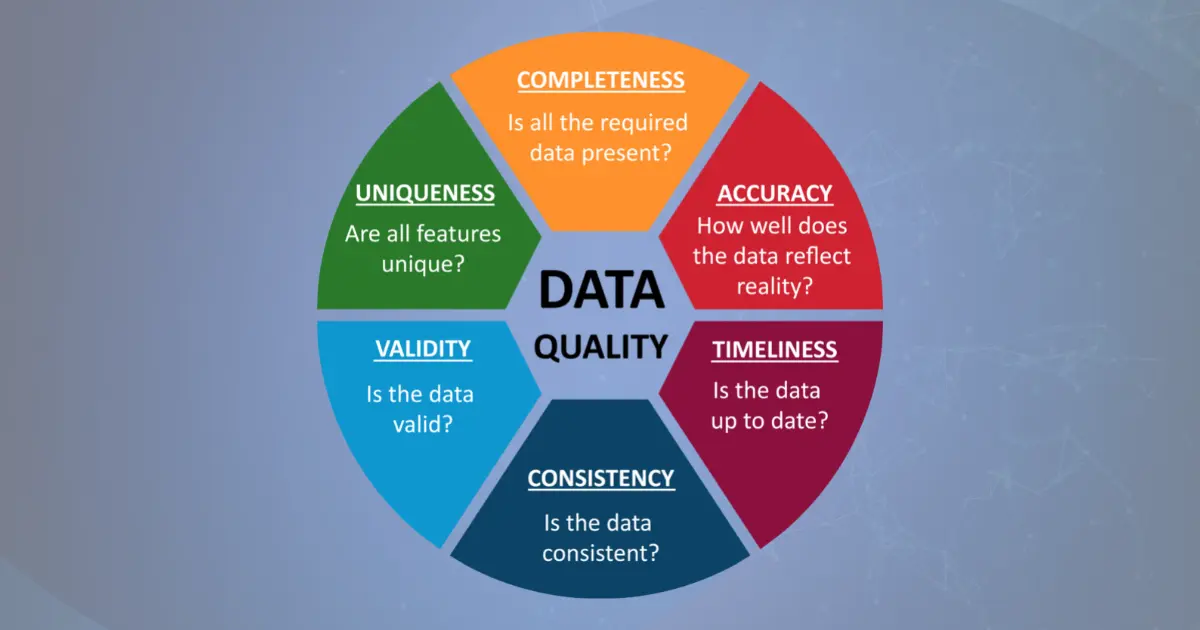 COMPLETENESS
Is all the required
data present?
ACCURACY
How well does
the data reflect
reality?
TIMELINESS
Is the data
up to date?
CONSISTENCY
Is the data
consistent?
VALIDITY
Is the data
valid?
UNIQUENESS
Are all features
unique?
DATA
QUALITY